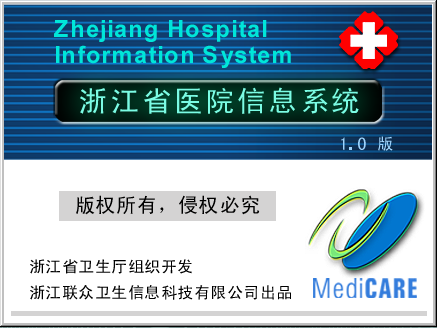 Zhejiang Hospital
Information System
浙江省医院信息系统
1.0 版
版权所有，侵权必究
浙江省卫生厅组织开发
浙江联众卫生信息科技有限公司出品
MediCARE